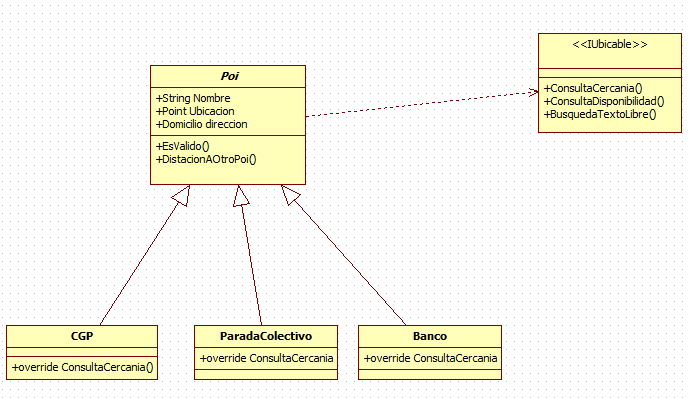 <<IUbicable>>
+ConsultaCercania()
+ConsultaDisponibilidad()
+BusquedaTextoLibre()
Poi
+String Nombre
+Point Ubicacion
+Domicilio direccion
+EsValido()
+DistacionAOtroPoi()
CGP
+override ConsultaCercania()
ParadaColectivo
+override ConsultaCercania
Banco
+override ConsultaCercania